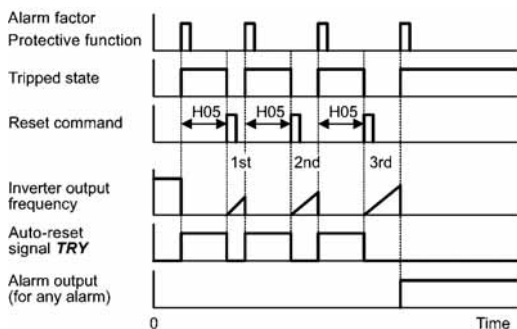 Alarm factor
Protective function
Tripped state
Reset command
H05 H05 H05
1st 2nd 3rd
Inverter output
frequency
Auto-reset
signal TRY
Alarm output
(for any alarm)
0 Time